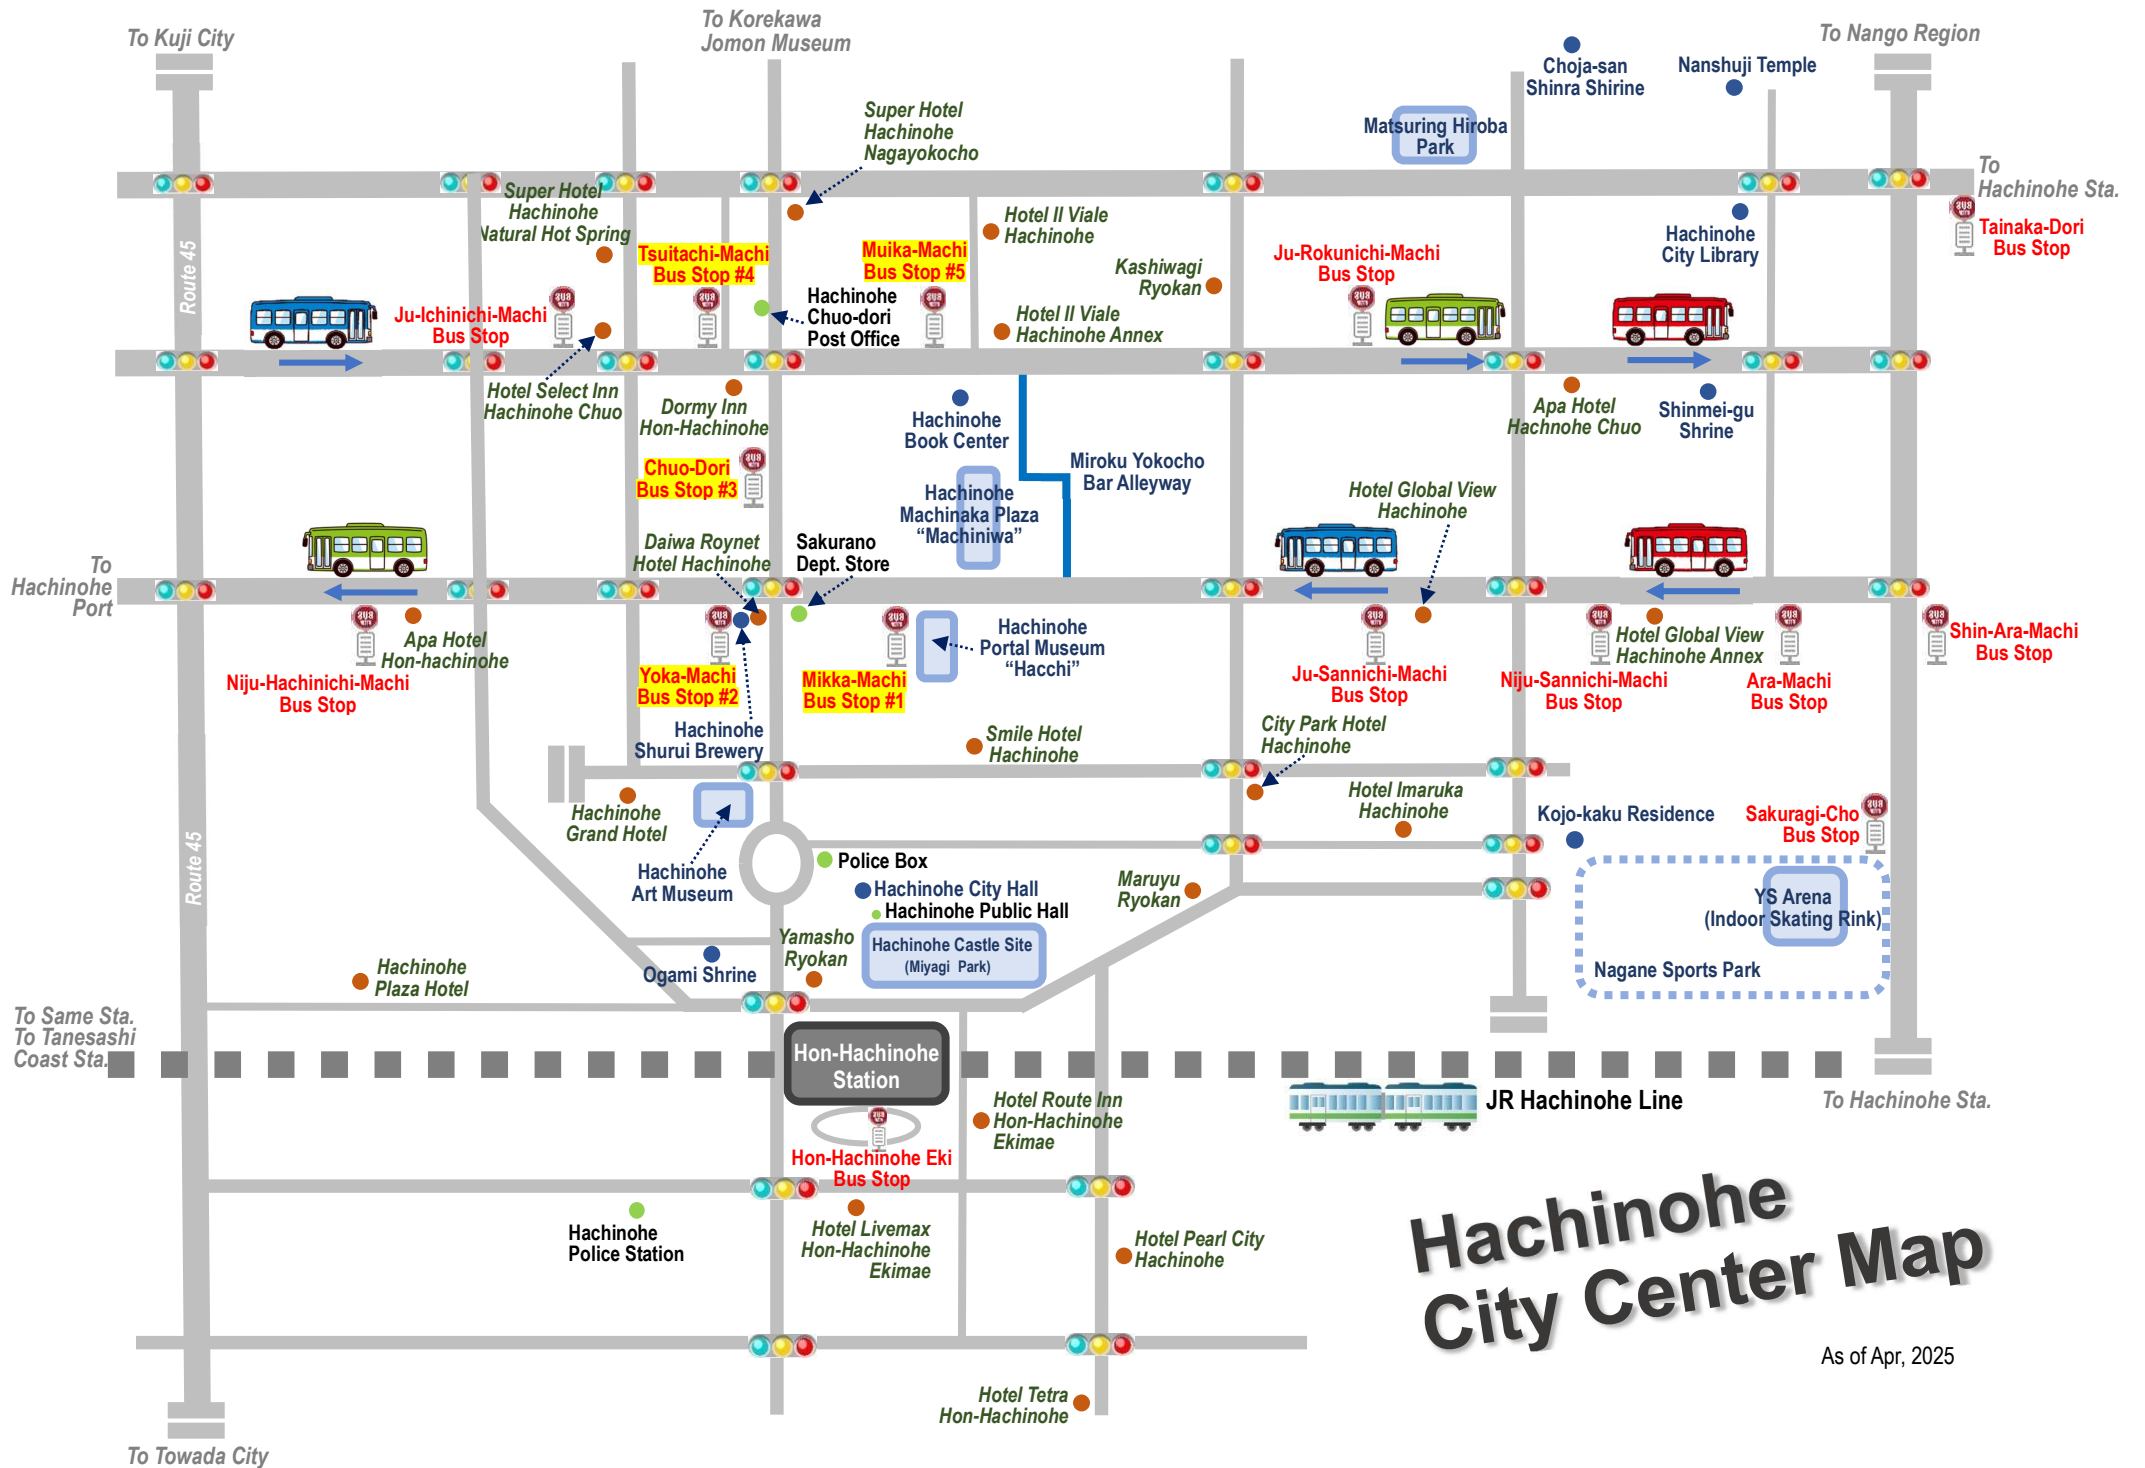 To Kuji City
To Korekawa
Jomon Museum
To Nango Region
Choja-san
Shinra Shirine
Nanshuji Temple
Matsuring Hiroba
Park
Super Hotel
Hachinohe
Nagayokocho
To
Hachinohe Sta.
Super Hotel
Hachinohe
Natural Hot Spring
Route 45
Tsuitachi-Machi
Bus Stop #4
Muika-Machi
Bus Stop #5
Hotel Il Viale
Hachinohe
Kashiwagi
Ryokan
Ju-Rokunichi-Machi
Bus Stop
Hachinohe
City Library
Tainaka-Dori
Bus Stop
Ju-Ichinichi-Machi
Bus Stop
Hachinohe
Chuo-dori
Post Office
Hotel Il Viale
Hachinohe Annex
Hotel Select Inn
Hachinohe Chuo
Dormy Inn
Hon-Hachinohe
Hachinohe
Book Center
Apa Hotel
Hachnohe Chuo
Shinmei-gu
Shrine
Chuo-Dori
Bus Stop #3
Miroku Yokocho
Bar Alleyway
Hachinohe
Machinaka Plaza
“Machiniwa”
Hotel Global View
Hachinohe
Daiwa Roynet
Hotel Hachinohe
Sakurano
Dept. Store
To
Hachinohe
Port
Apa Hotel
Hon-hachinohe
Niju-Hachinichi-Machi
Bus Stop
Yoka-Machi
Bus Stop #2
Mikka-Machi
Bus Stop #1
Hachinohe
Portal Museum
“Hacchi”
Ju-Sannichi-Machi
Bus Stop
Niju-Sannichi-Machi
Bus Stop
Hotel Global View
Hachinohe Annex
Ara-Machi
Bus Stop
Shin-Ara-Machi
Bus Stop
Hachinohe
Shurui Brewery
Smile Hotel
Hachinohe
City Park Hotel
Hachinohe
Hachinohe
Grand Hotel
Hotel Imaruka
Hachinohe
Kojo-kaku Residence
Sakuragi-Cho
Bus Stop
Route 45
Hachinohe
Art Museum
Police Box
Hachinohe City Hall
Hachinohe Public Hall
Maruyu
Ryokan
YS Arena
(Indoor Skating Rink)
Nagane Sports Park
Hachinohe Castle Site
(Miyagi Park)
Yamasho
Ryokan
Ogami Shrine
Hachinohe
Plaza Hotel
To Same Sta.
To Tanesashi
Coast Sta.
Hon-Hachinohe
Station
JR Hachinohe Line
To Hachinohe Sta.
Hotel Route Inn
Hon-Hachinohe
Ekimae
Hon-Hachinohe Eki
Bus Stop
Hachinohe
Police Station
Hotel Livemax
Hon-Hachinohe
Ekimae
Hotel Pearl City
Hachinohe
Hachinohe
City Center Map
As of Apr, 2025
Hotel Tetra
Hon-Hachinohe
To Towada City